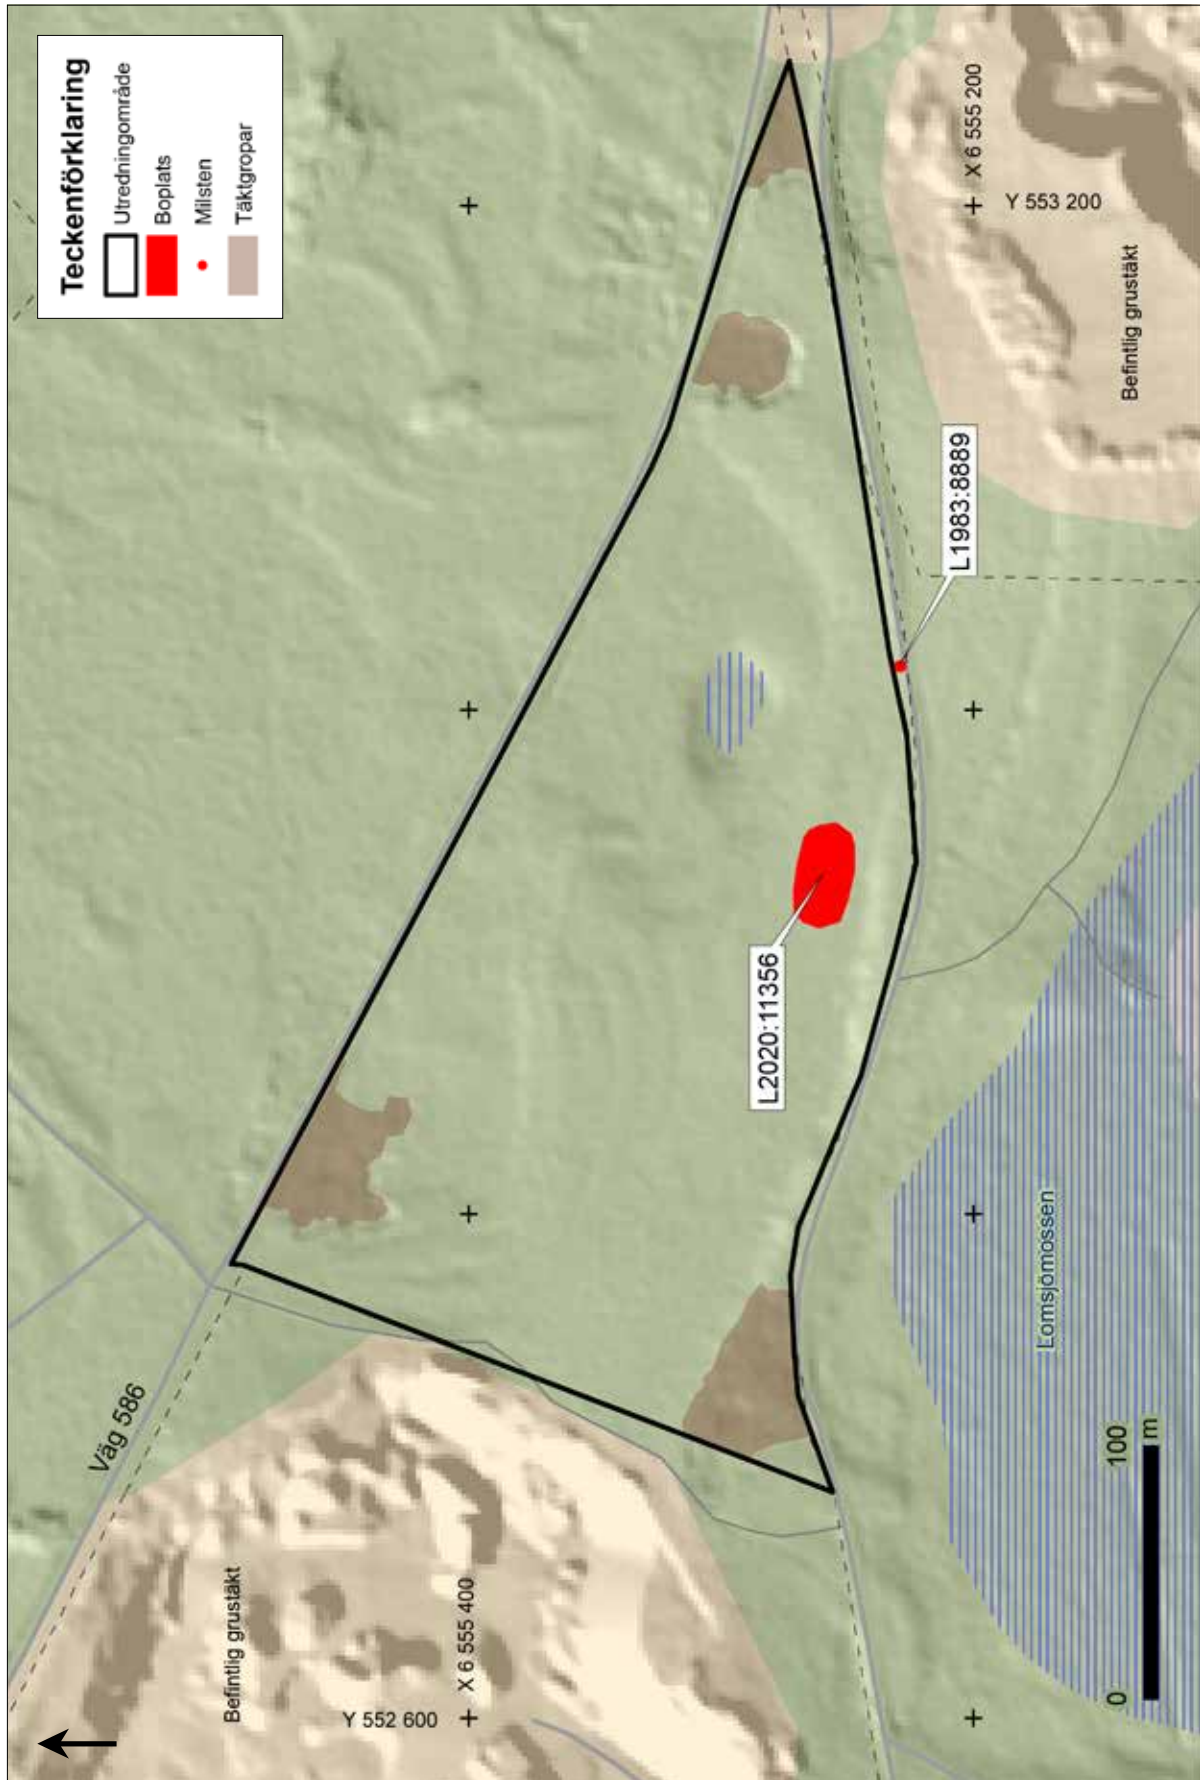 Teckenförklaring
Utredningområde
Boplats
Milsten
Täktgropar
Väg 586
Befintlig grustäkt
Y 552 600
X 6 555 400
L2020:11356
L1983:8889
X 6 555 200
Y 553 200
Befintlig grustäkt
Lomsjömossen
0 100
m